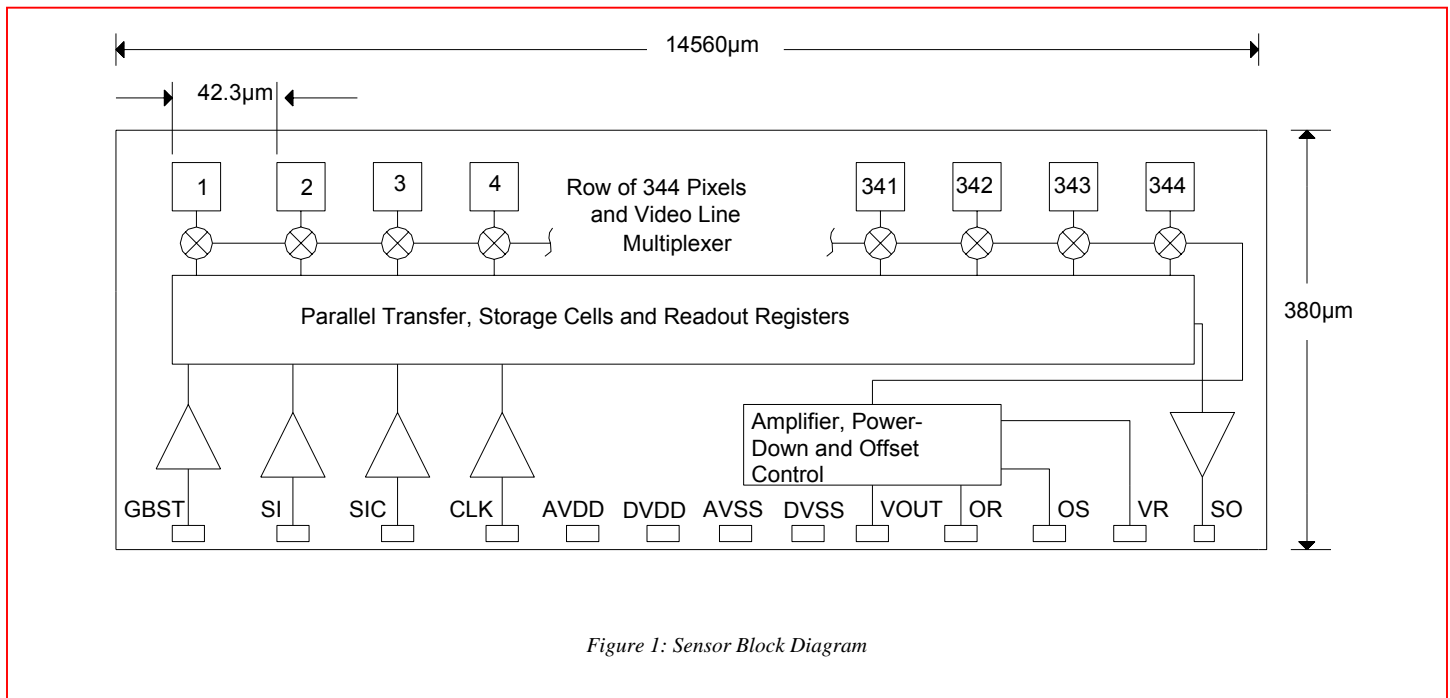 14560µm
42.3µm
1 2 3 4 341 342 343 344
Row of 344 Pixels
and Video Line
Multiplexer
Parallel Transfer, Storage Cells and Readout Registers
380µm
Amplifier, Power-
Down and Offset
Control
GBST SI SIC CLK AVDD DVDD AVSS DVSS VOUT OR OS VR SO
Figure 1: Sensor Block Diagram